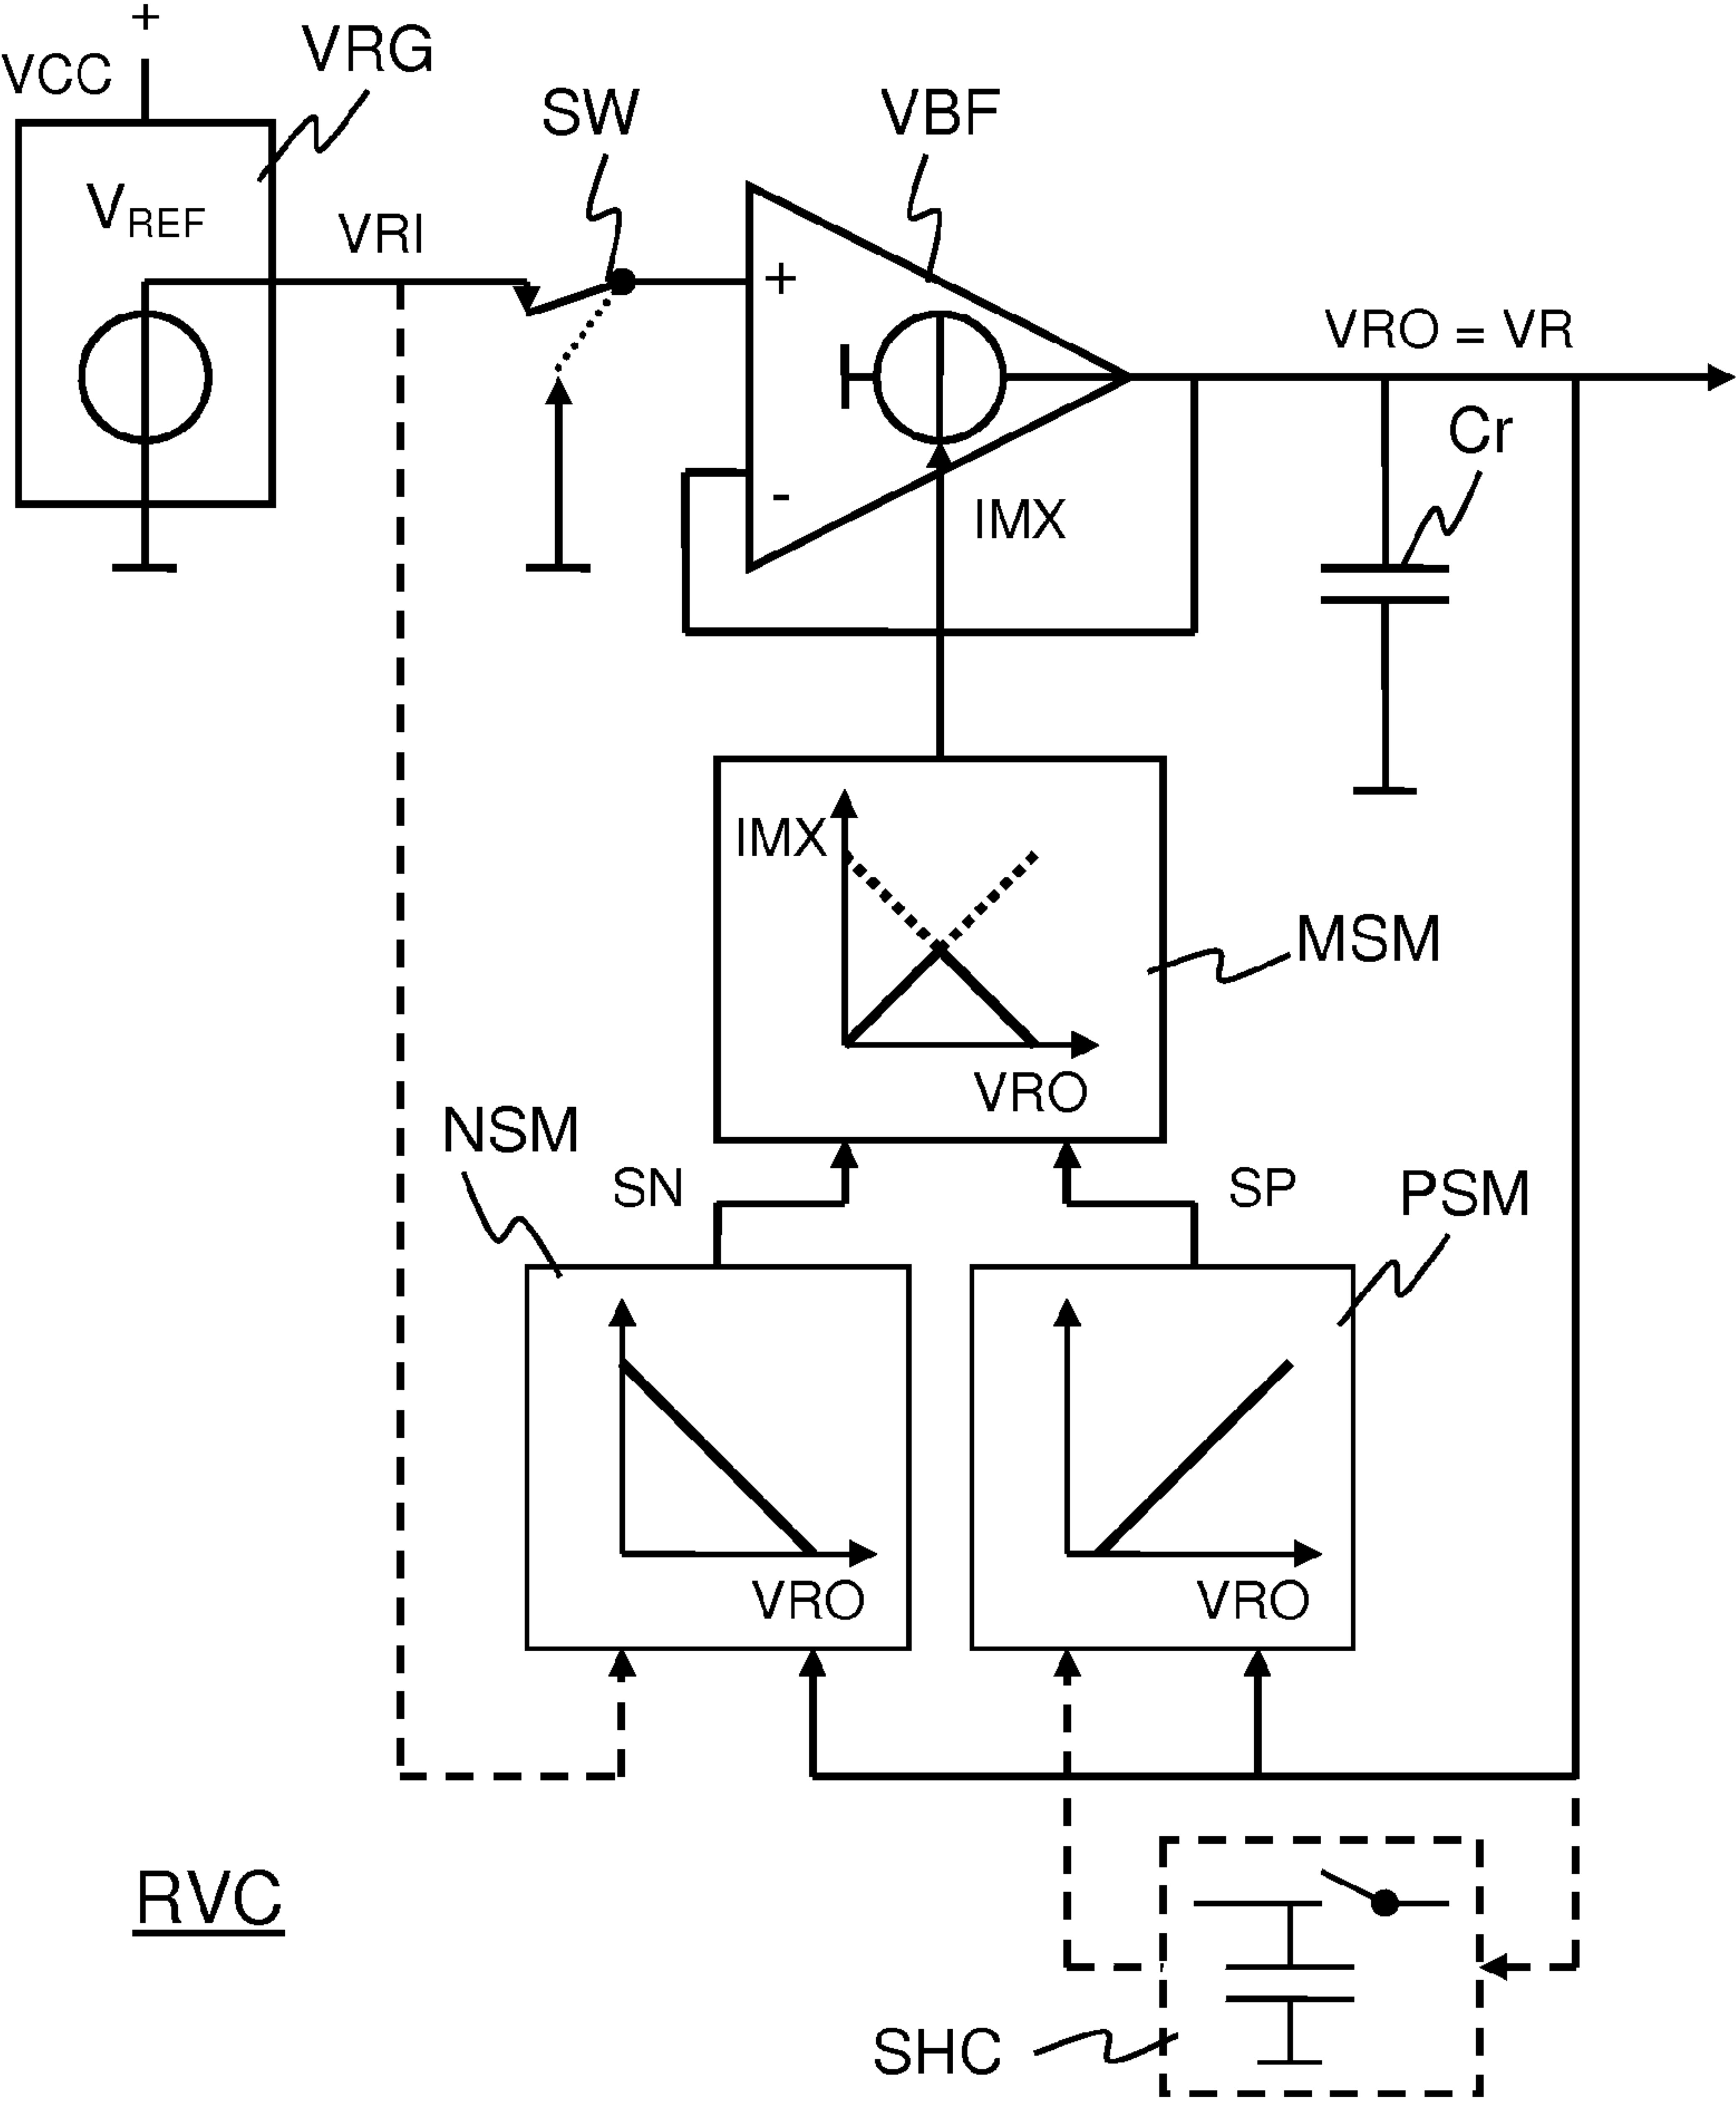 +
VCC
VRG
SW
VBF
VREF
VRI
+
VRO = VR
Cr
-
IMX
IMX
MSM
VRO
NSM
SN
SP
PSM
VRO
VRO
RVC
SHC